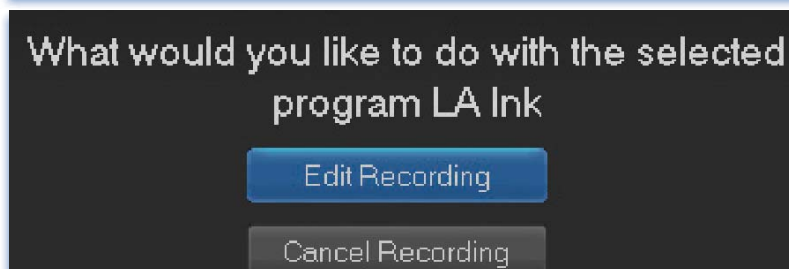 What would you like to do with the selected
program LA Ink
Edit Recording
Cancel Recording